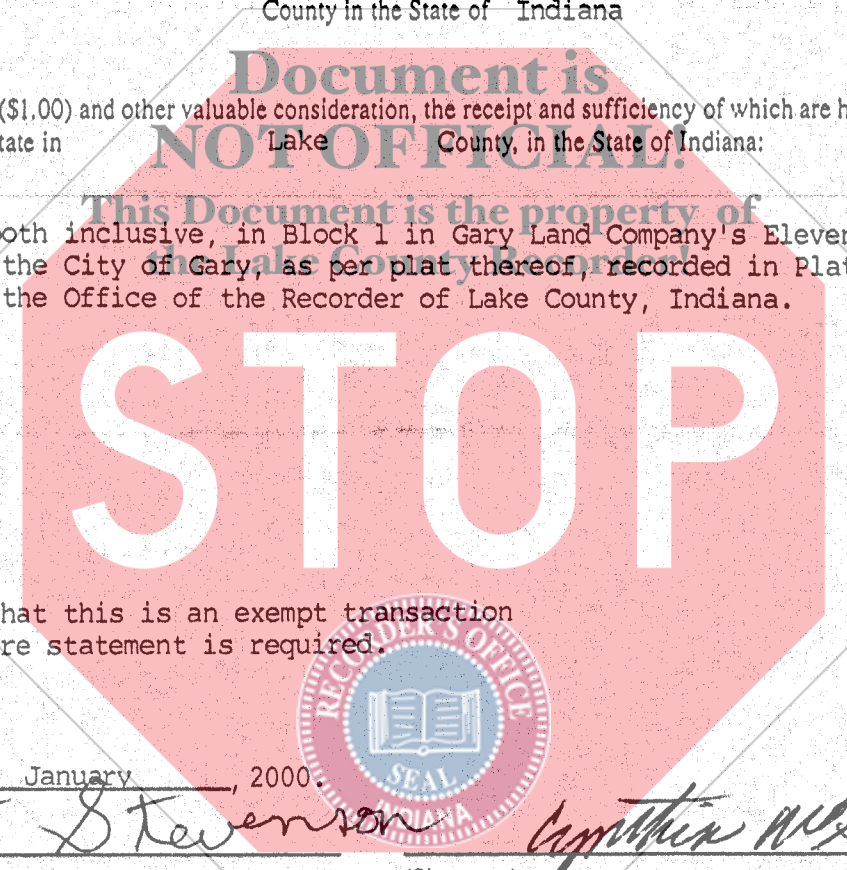 County in the State of Indiana
Document is
($1.00) and other valuable consideration, the receipt and sufficiency of which are h
tate in Lake County, in the State of Indiana:
NOT OFFICIAL!
This Document is the property of
oth inclusive, in Block 1 in Gary Land Company's Eleven
the Lake County Recorder!
the City of Gary, as per plat thereof, recorded in Plat
the Office of the Recorder of Lake County, Indiana.
STOP
hat this is an exempt transaction
re statement is required.
RECORDER'S OFFICE
SEAL
INDIANA
January, 2000.
Stevenson Cynthia